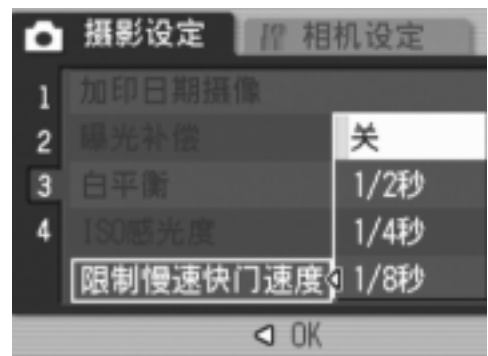 摄影设定 相机设定
1 加印日期摄像
2 曝光补偿 关
3 白平衡 1/2秒
4 ISO感光度 1/4秒
限制慢速快门速度 1/8秒
OK